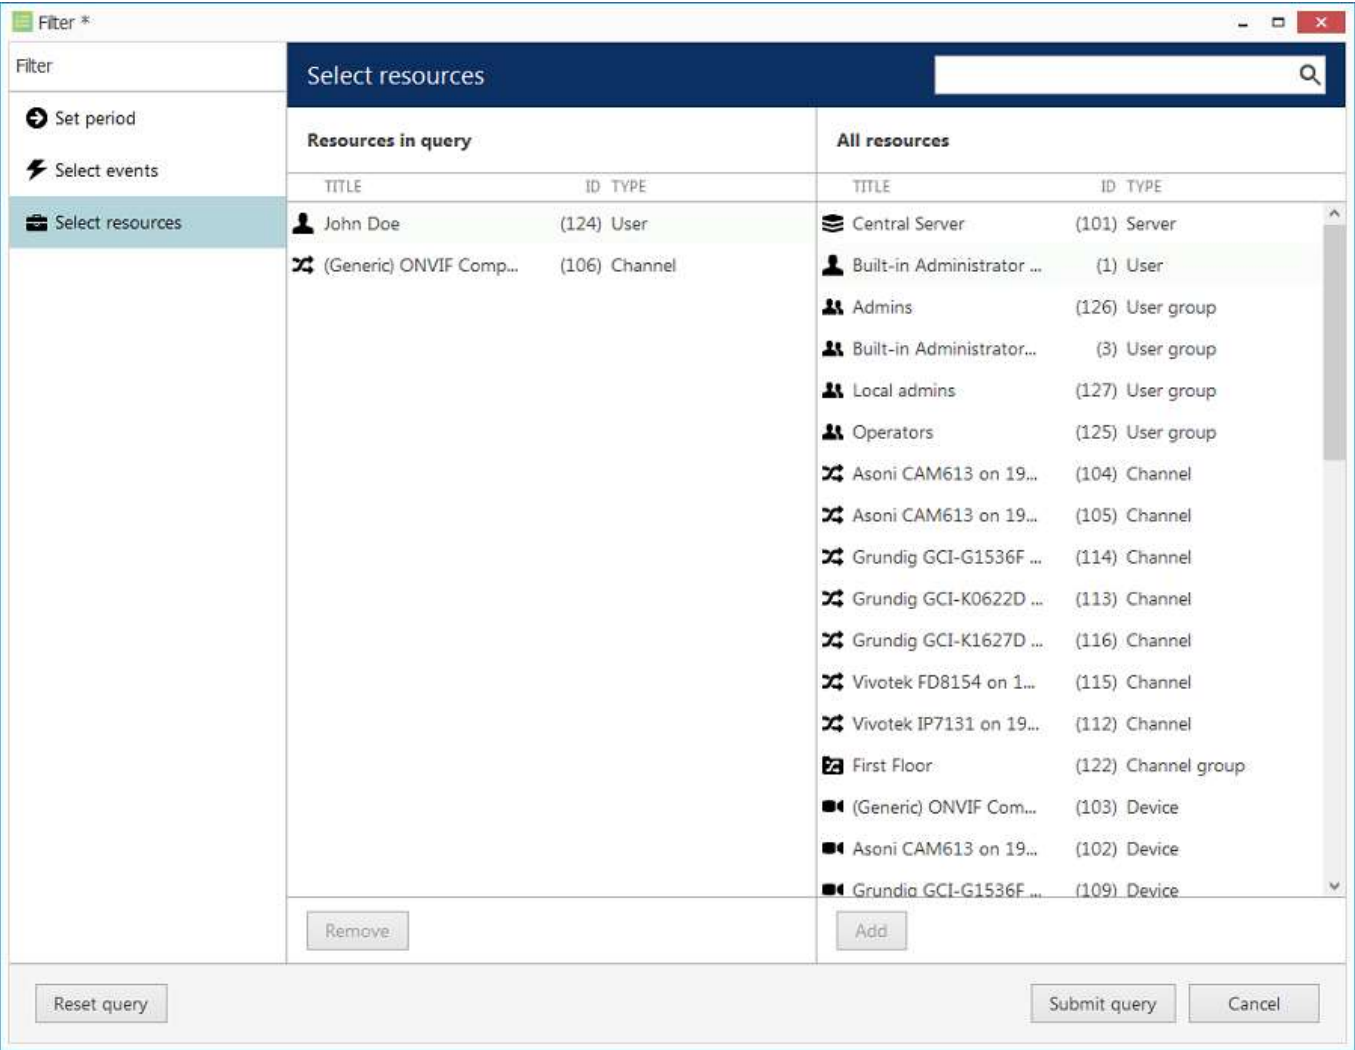 Filter *
Filter
Set period
Select events
Select resources
Select resources
Resources in query
TITLE ID TYPE
John Doe (124) User
(Generic) ONVIF Comp... (106) Channel
All resources
TITLE ID TYPE
Central Server (101) Server
Built-in Administrator ... (1) User
Admins (126) User group
Built-in Administrator... (3) User group
Local admins (127) User group
Operators (125) User group
Asoni CAM613 on 19... (104) Channel
Asoni CAM613 on 19... (105) Channel
Grundig GCI-G1536F ... (114) Channel
Grundig GCI-K0622D ... (113) Channel
Grundig GCI-K1627D ... (116) Channel
Vivotek FD8154 on 1... (115) Channel
Vivotek IP7131 on 19... (112) Channel
First Floor (122) Channel group
(Generic) ONVIF Com... (103) Device
Asoni CAM613 on 19... (102) Device
Grundig GCI-G1536F ... (109) Device
Remove
Add
Reset query
Submit query
Cancel